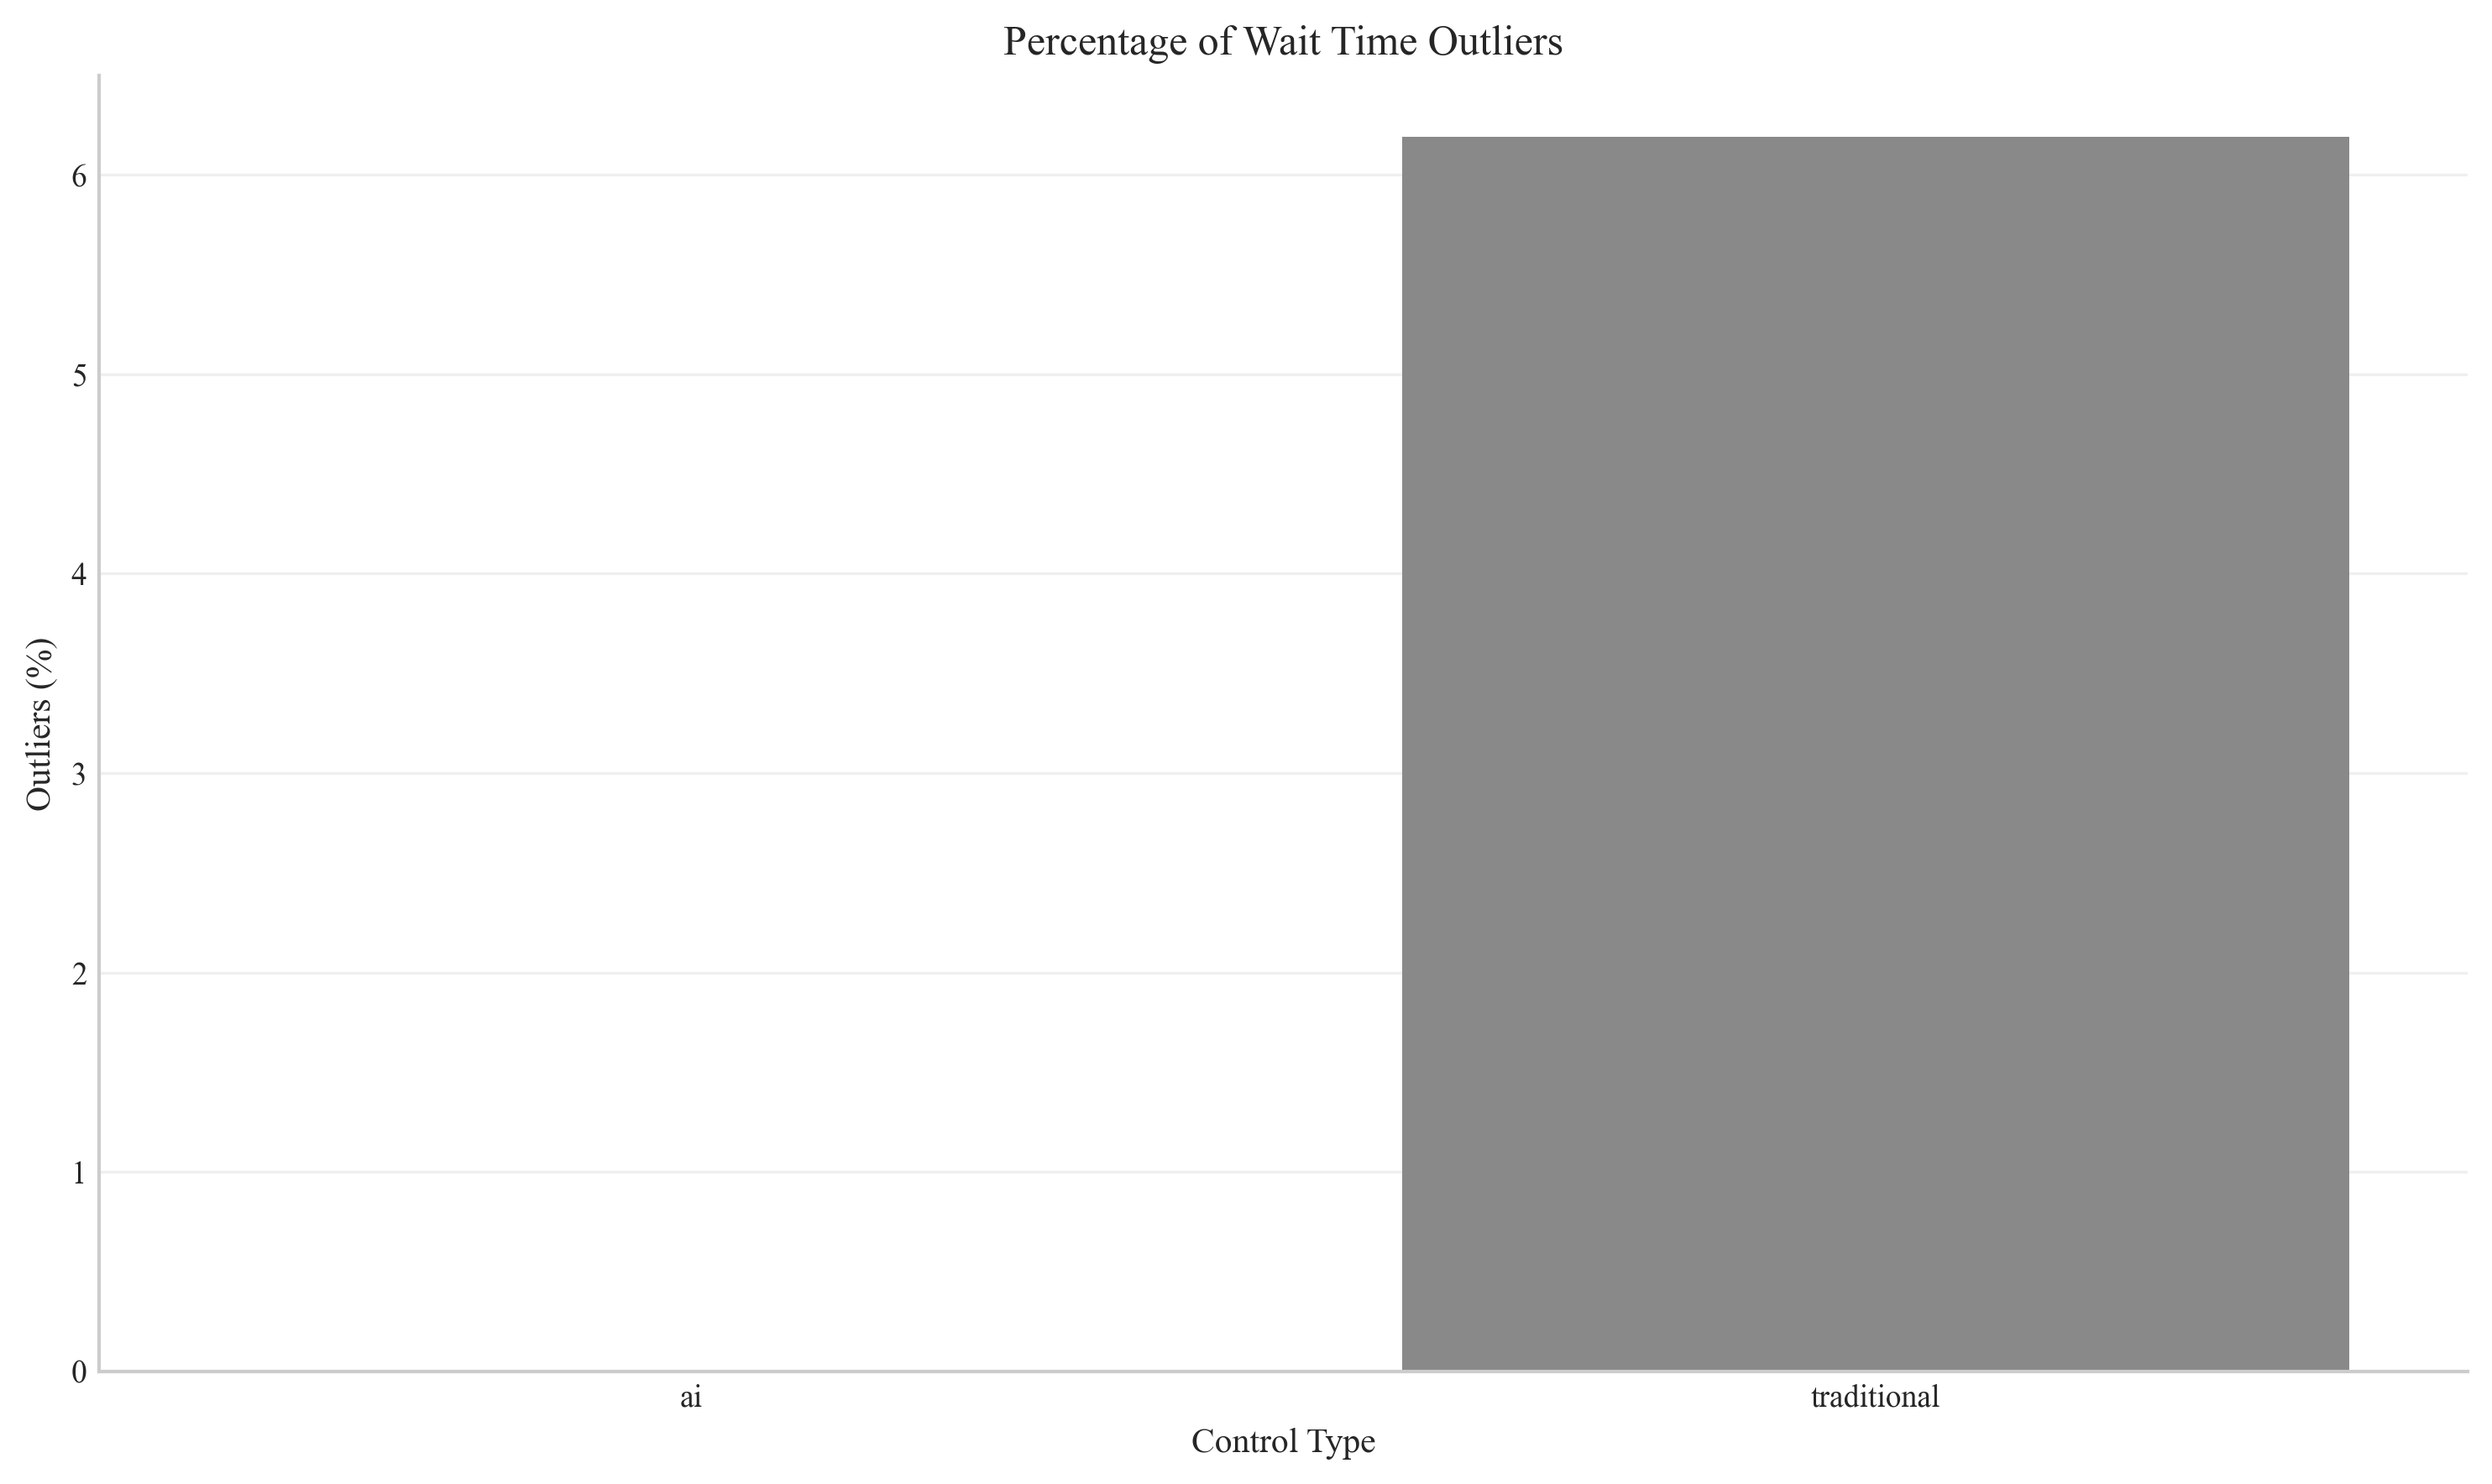 Percentage of Wait Time Outliers
6
5
4
3
2
1
0
Outliers (%)
ai
traditional
Control Type